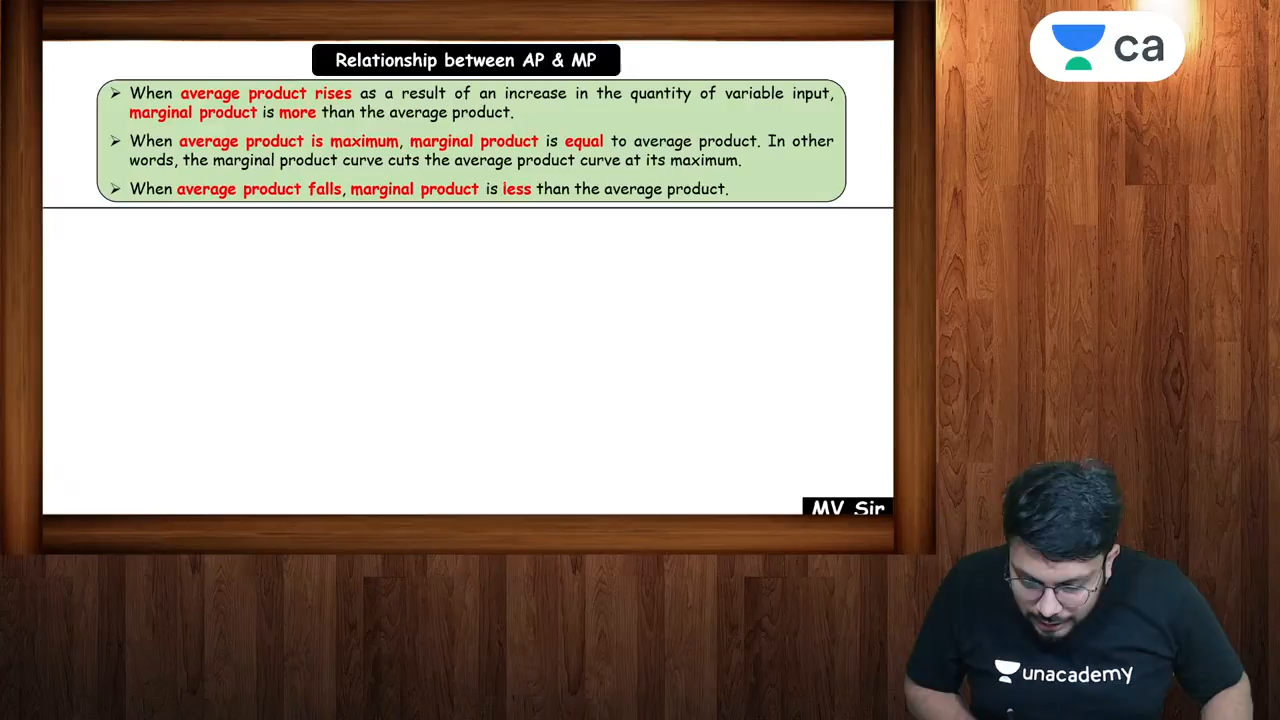 Relationship between AP & MP
➢ When average product rises as a result of an increase in the quantity of variable input,
marginal product is more than the average product.
➢ When average product is maximum, marginal product is equal to average product. In other
words, the marginal product curve cuts the average product curve at its maximum.
➢ When average product falls, marginal product is less than the average product.
MV Sir
ca
unacademy